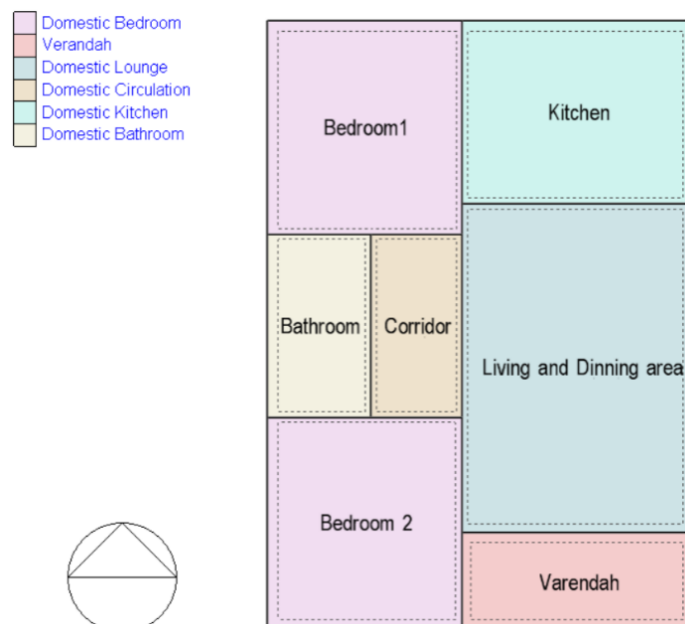 Domestic Bedroom
Verandah
Domestic Lounge
Domestic Circulation
Domestic Kitchen
Domestic Bathroom
Bedroom1
Kitchen
Bathroom
Corridor
Living and Dinning area
Bedroom 2
Varendah